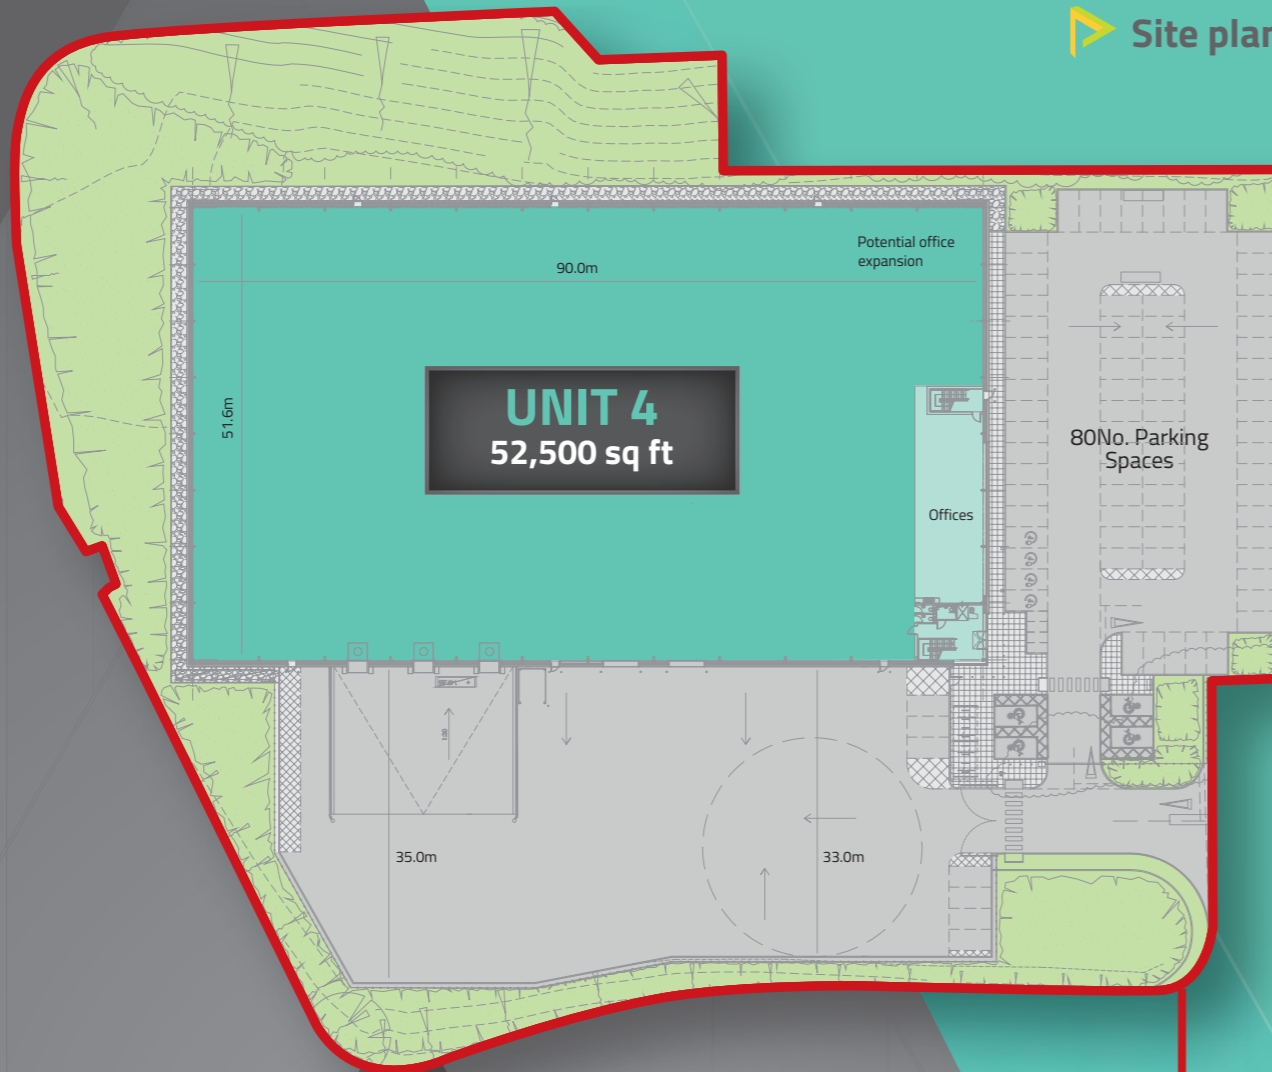 Site plan
Potential office
expansion
90.0m
51.6m
UNIT 4
52,500 sq ft
80No. Parking
Spaces
Offices
35.0m
33.0m